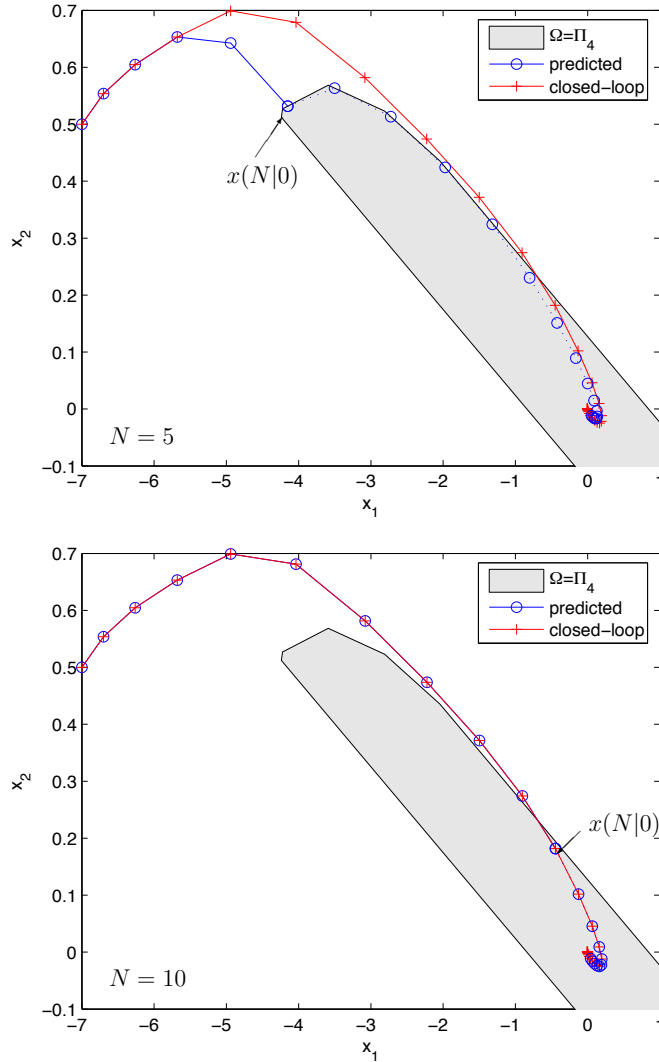 0.7
0.6
0.5
0.4
0.3
0.2
0.1
0
−0.1
x₂
Ω=Π₄
predicted
closed−loop
x(N|0)
N = 5
−7 −6 −5 −4 −3 −2 −1 0 1
x₁
0.7
0.6
0.5
0.4
0.3
0.2
0.1
0
−0.1
x₂
Ω=Π₄
predicted
closed−loop
x(N|0)
N = 10
−7 −6 −5 −4 −3 −2 −1 0 1
x₁